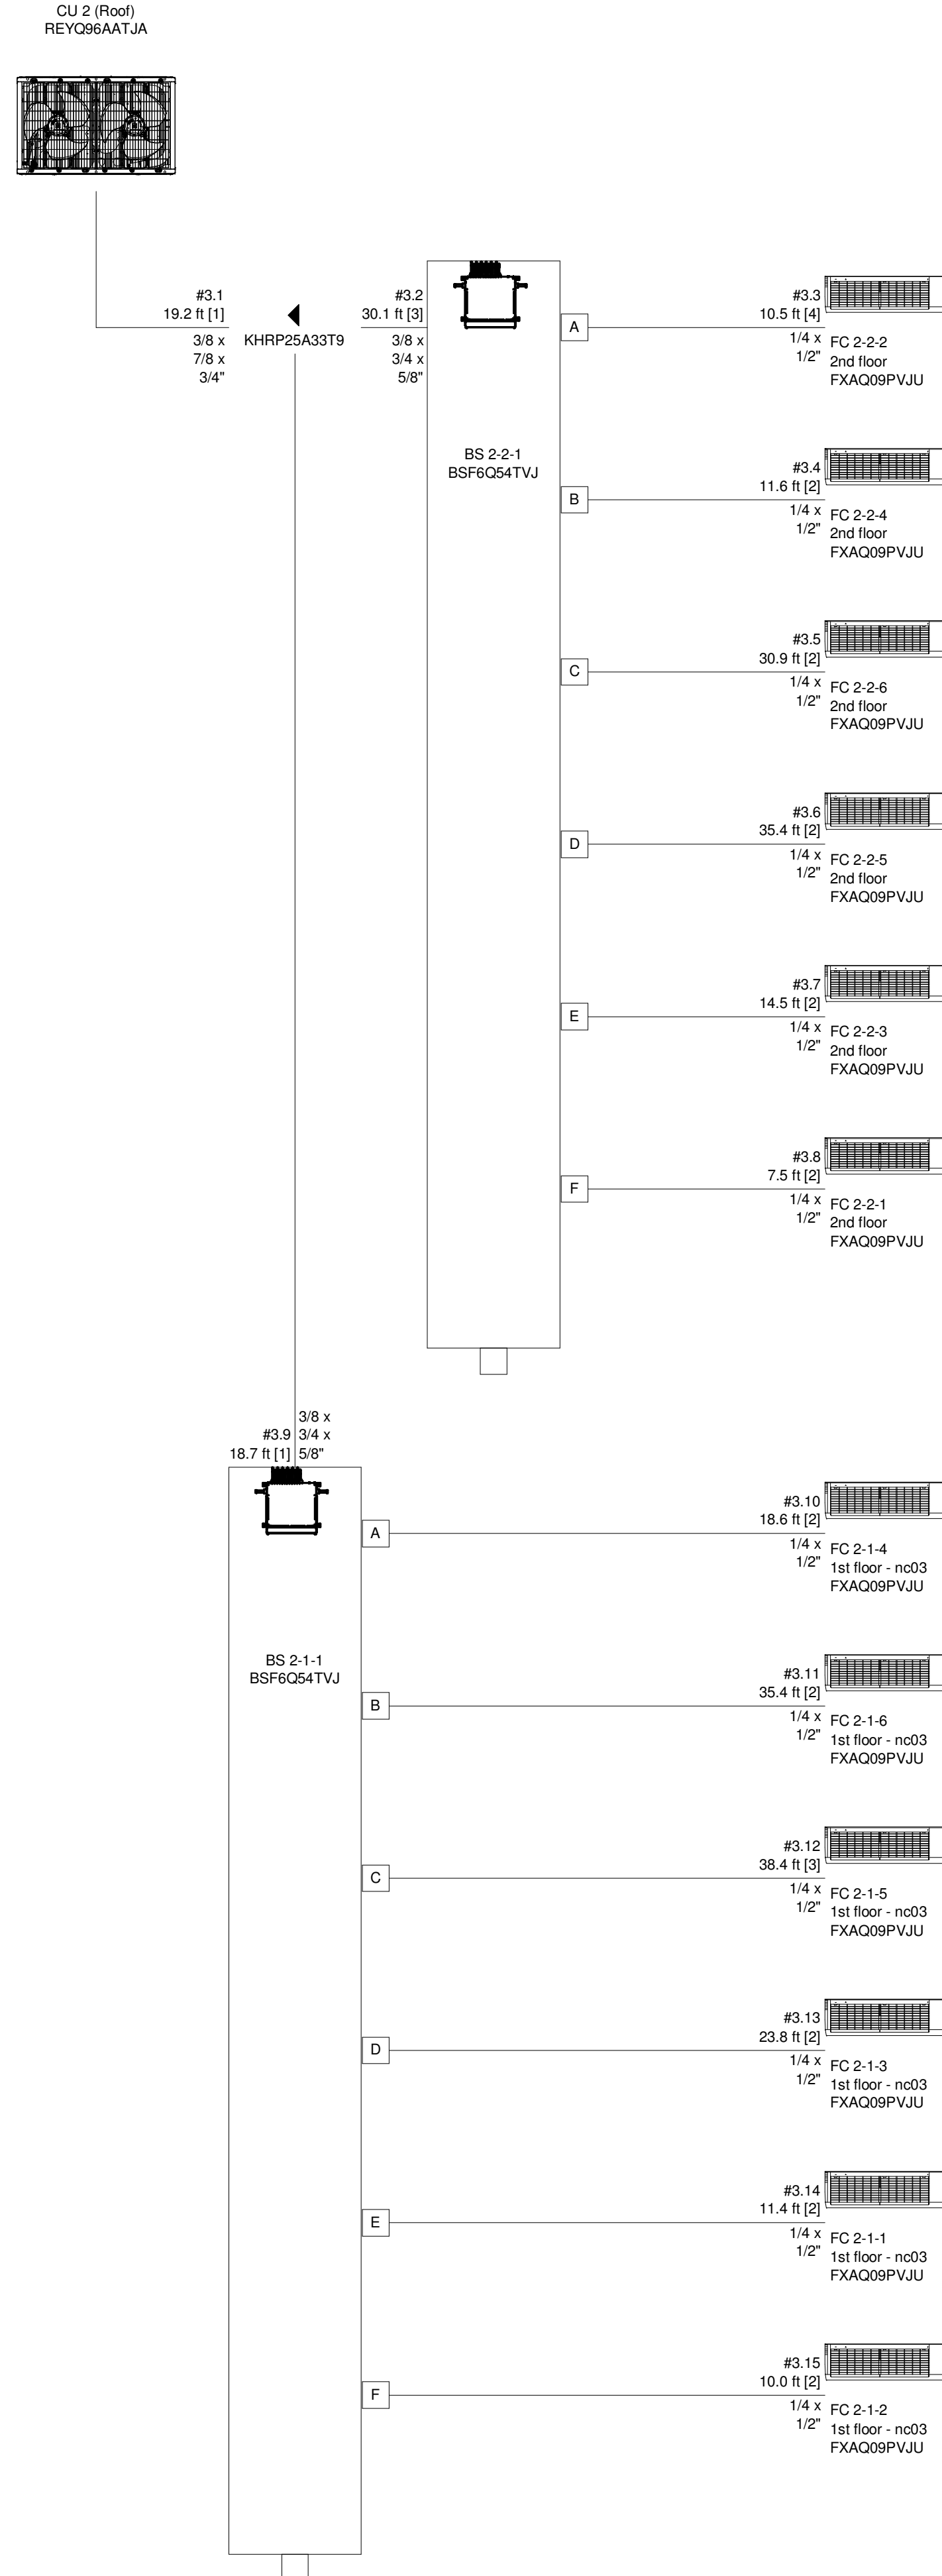 CU 2 (Roof)
REYQ96AATJA
#3.1
19.2 ft [1]
3/8 x
7/8 x
3/4"
KHRP25A33T9
#3.2
30.1 ft [3]
3/8 x
3/4 x
5/8"
BS 2-2-1
BSF6Q54TVJ
A
#3.3
10.5 ft [4]
1/4 x
1/2"
FC 2-2-2
2nd floor
FXAQ09PVJU
B
#3.4
11.6 ft [2]
1/4 x
1/2"
FC 2-2-4
2nd floor
FXAQ09PVJU
C
#3.5
30.9 ft [2]
1/4 x
1/2"
FC 2-2-6
2nd floor
FXAQ09PVJU
D
#3.6
35.4 ft [2]
1/4 x
1/2"
FC 2-2-5
2nd floor
FXAQ09PVJU
E
#3.7
14.5 ft [2]
1/4 x
1/2"
FC 2-2-3
2nd floor
FXAQ09PVJU
F
#3.8
7.5 ft [2]
1/4 x
1/2"
FC 2-2-1
2nd floor
FXAQ09PVJU
#3.9
18.7 ft [1]
3/8 x
3/4 x
5/8"
BS 2-1-1
BSF6Q54TVJ
A
#3.10
18.6 ft [2]
1/4 x
1/2"
FC 2-1-4
1st floor - nc03
FXAQ09PVJU
B
#3.11
35.4 ft [2]
1/4 x
1/2"
FC 2-1-6
1st floor - nc03
FXAQ09PVJU
C
#3.12
38.4 ft [3]
1/4 x
1/2"
FC 2-1-5
1st floor - nc03
FXAQ09PVJU
D
#3.13
23.8 ft [2]
1/4 x
1/2"
FC 2-1-3
1st floor - nc03
FXAQ09PVJU
E
#3.14
11.4 ft [2]
1/4 x
1/2"
FC 2-1-1
1st floor - nc03
FXAQ09PVJU
F
#3.15
10.0 ft [2]
1/4 x
1/2"
FC 2-1-2
1st floor - nc03
FXAQ09PVJU